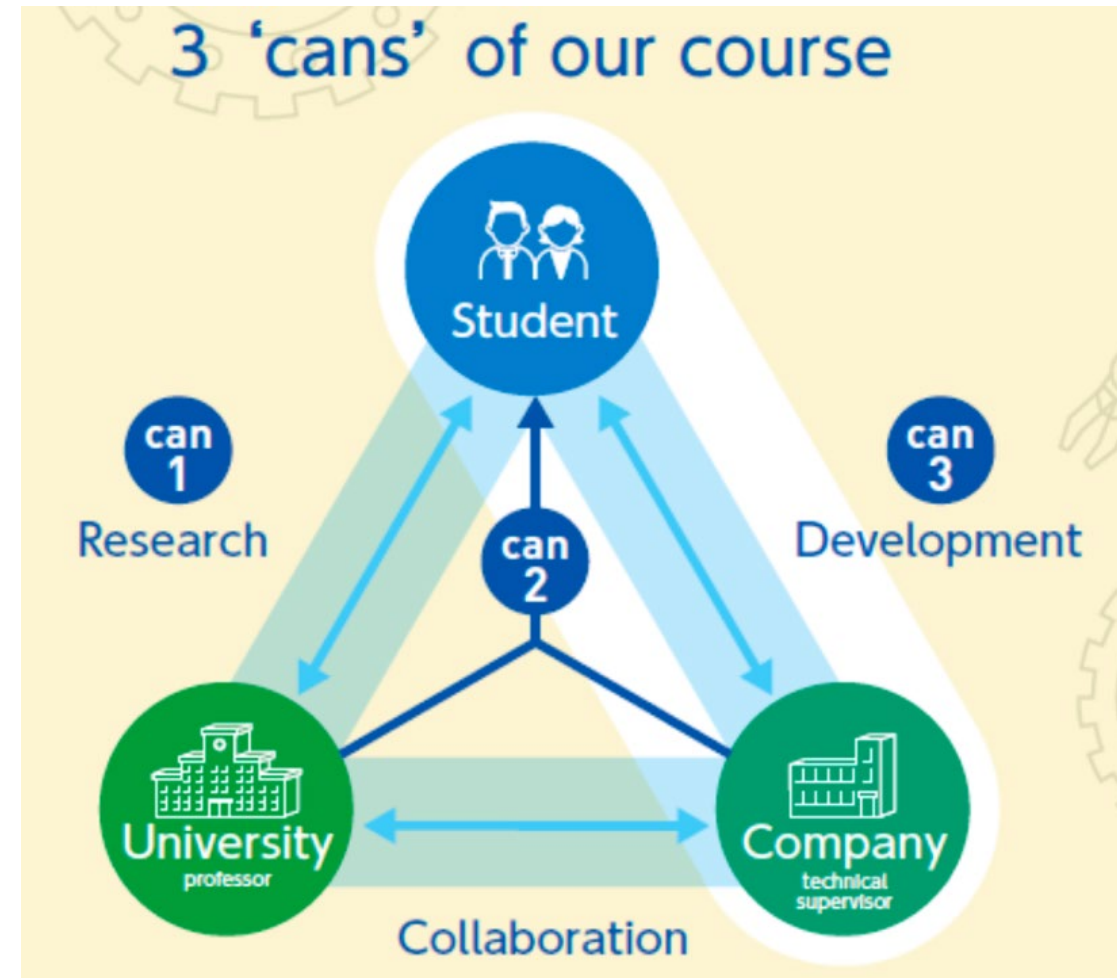 3 ‘cans’ of our course
Student
can
1
Research
can
2
can
3
Development
University
professor
Company
technical
supervisor
Collaboration